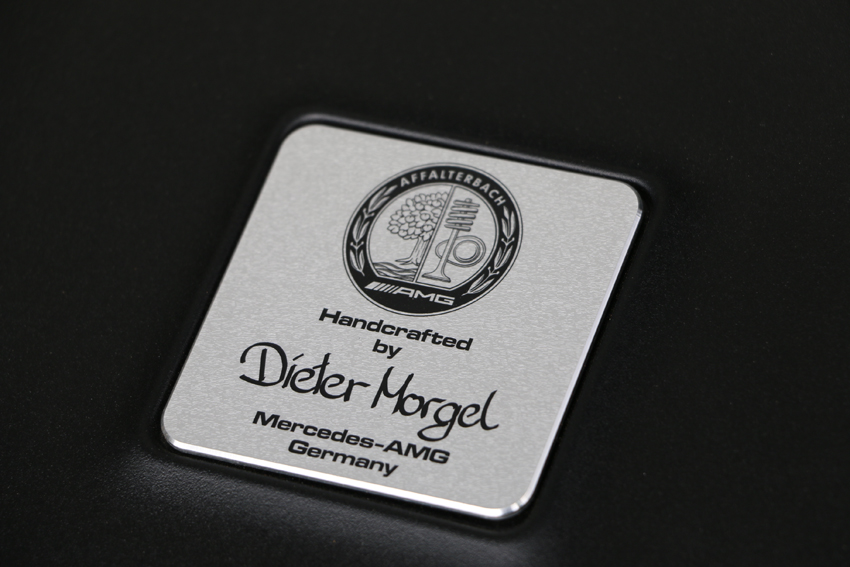 AFFALTERBACH
AMG
Handcrafted
by
Dieter Morgel
Mercedes-AMG
Germany